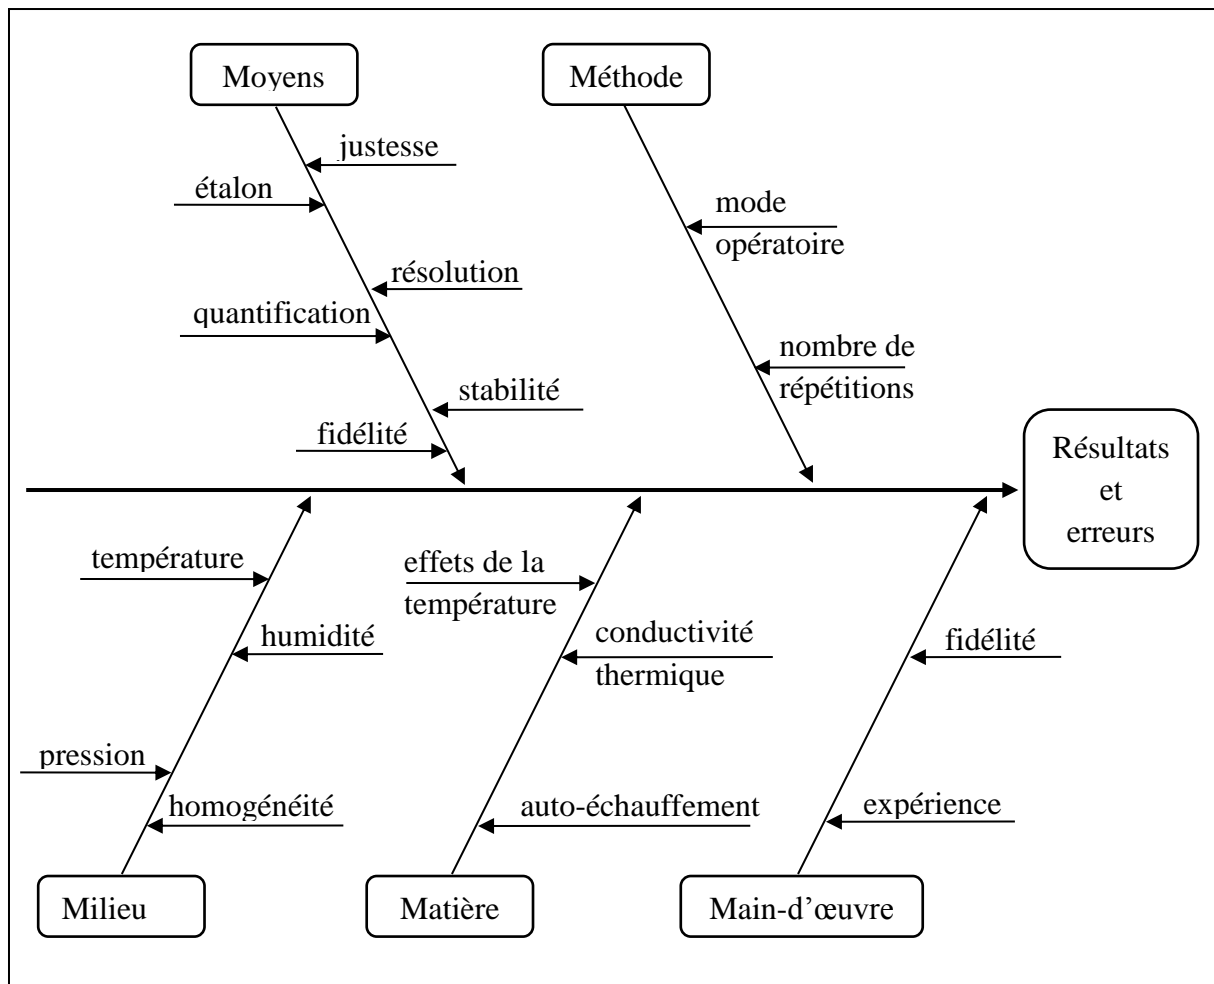 Moyens
Méthode
justesse
étalon
mode
opératoire
résolution
quantification
nombre de
répétitions
stabilité
fidélité
Résultats
et
erreurs
température
effets de la
température
humidité
conductivité
thermique
fidélité
pression
homogénéité
auto-échauffement
expérience
Milieu
Matière
Main-d’œuvre